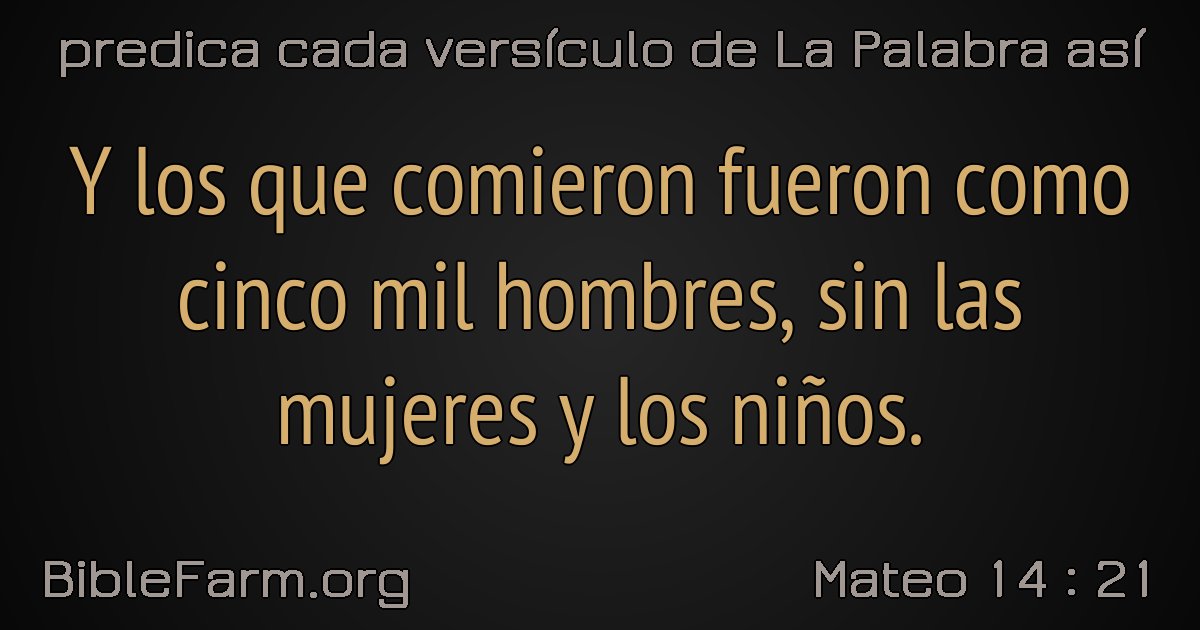 predica cada versículo de La Palabra así
Y los que comieron fueron como
cinco mil hombres, sin las
mujeres y los niños.
BibleFarm.org
Mateo 14 : 21